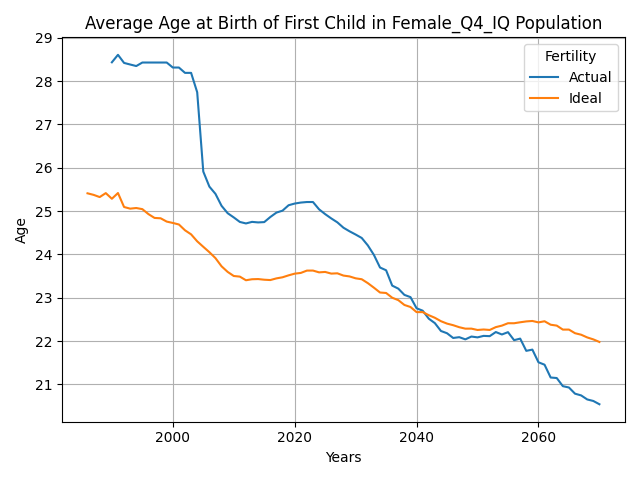 Average Age at Birth of First Child in Female_Q4_IQ Population
Fertility
Actual
Ideal
Age
29
28
27
26
25
24
23
22
21
2000
2020
2040
2060
Years